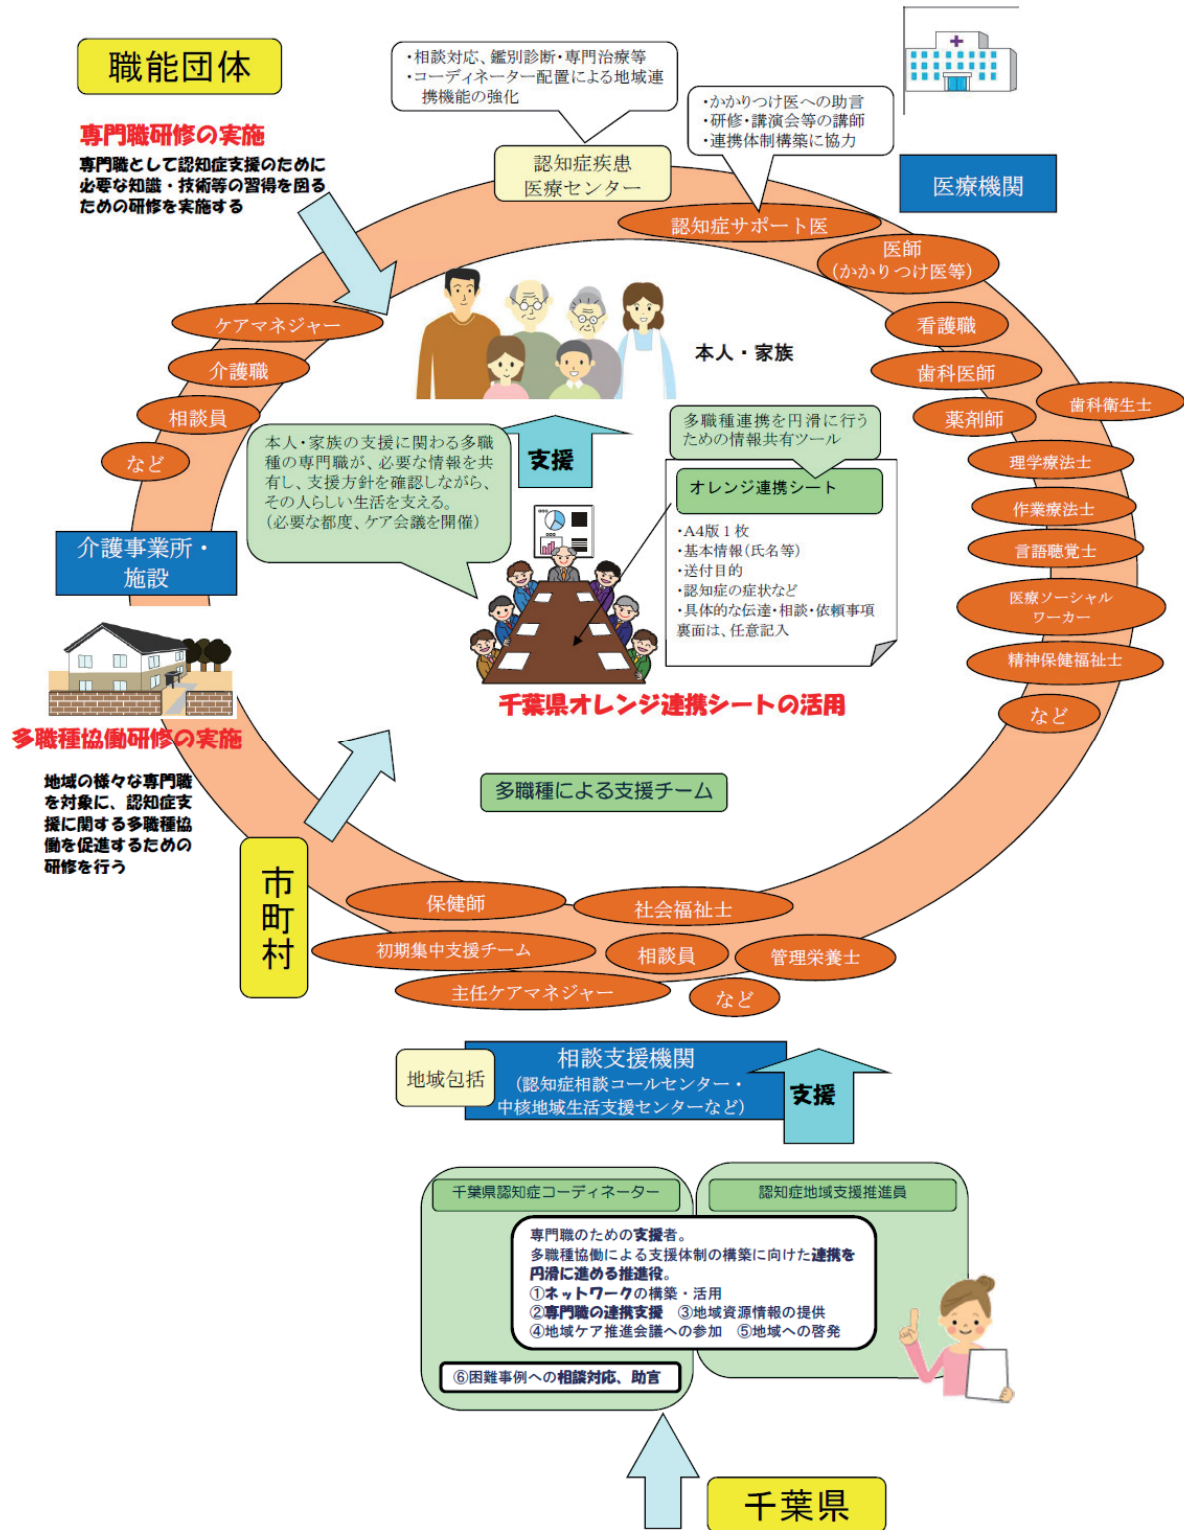 職能団体
専門職研修の実施
専門職として認知症支援のために
必要な知識・技術等の習得を図る
ための研修を実施する
・相談対応、鑑別診断・専門治療等
・コーディネーター配置による地域連
携機能の強化
・かかりつけ医への助言
・研修・講演会等の講師
・連携体制構築に協力
認知症疾患
医療センター
医療機関
認知症サポート医
医師
（かかりつけ医等）
看護職
歯科医師
歯科衛生士
薬剤師
理学療法士
作業療法士
言語聴覚士
医療ソーシャル
ワーカー
精神保健福祉士
など
ケアマネジャー
介護職
相談員
など
本人・家族
支援
本人・家族の支援に関わる多職
種の専門職が、必要な情報を共
有し、支援方針を確認しながら、
その人らしい生活を支える。
（必要な都度、ケア会議を開催）
多職種連携を円滑に行う
ための情報共有ツール
オレンジ連携シート
・A4版１枚
・基本情報（氏名等）
・送付目的
・認知症の症状など
・具体的な伝達・相談・依頼事項
裏面は、任意記入
千葉県オレンジ連携シートの活用
介護事業所・
施設
多職種協働研修の実施
地域の様々な専門職
を対象に、認知症支
援に関する多職種協
働を促進するための
研修を行う
市町村
多職種による支援チーム
保健師
社会福祉士
初期集中支援チーム
相談員
管理栄養士
主任ケアマネジャー
など
地域包括
相談支援機関
（認知症相談コールセンター・
中核地域生活支援センターなど）
支援
千葉県認知症コーディネーター
認知症地域支援推進員
専門職のための支援者。
多職種協働による支援体制の構築に向けた連携を
円滑に進める推進役。
①ネットワークの構築・活用
②専門職の連携支援　③地域資源情報の提供
④地域ケア推進会議への参加　⑤地域への啓発
⑥困難事例への相談対応、助言
千葉県